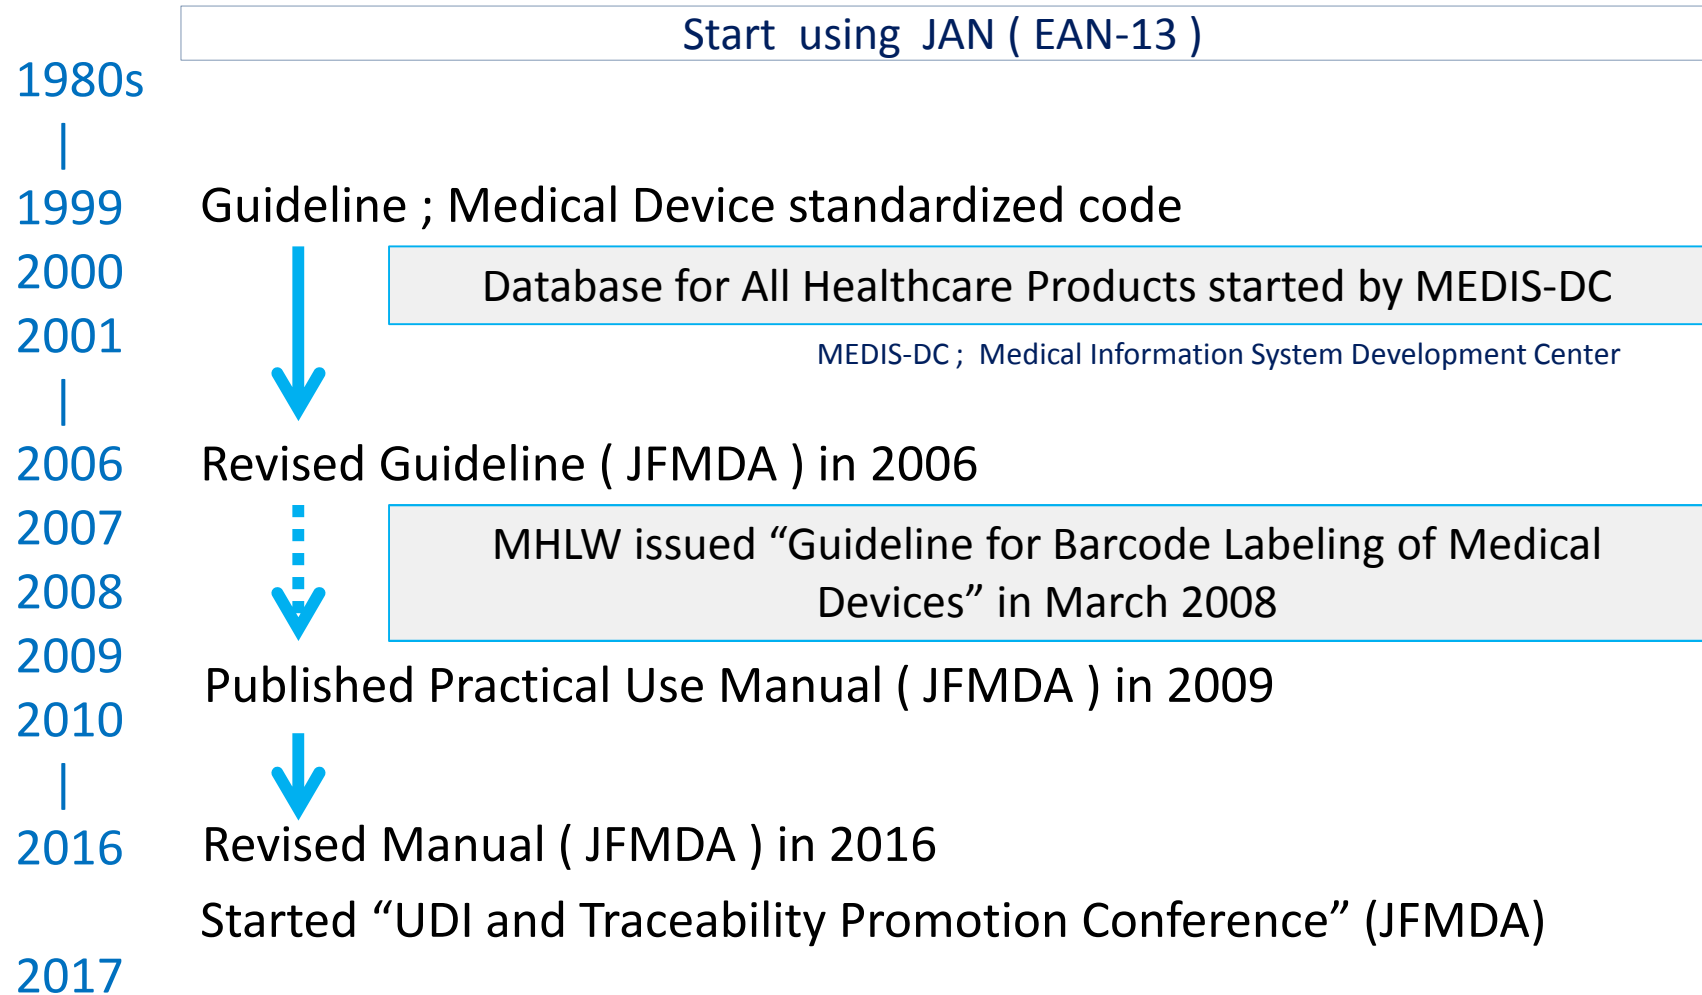 Start using JAN ( EAN-13 )
1980s
1999
Guideline ; Medical Device standardized code
2000
Database for All Healthcare Products started by MEDIS-DC
2001
MEDIS-DC ; Medical Information System Development Center
2006
Revised Guideline ( JFMDA ) in 2006
2007
MHLW issued “Guideline for Barcode Labeling of Medical
Devices” in March 2008
2008
2009
Published Practical Use Manual ( JFMDA ) in 2009
2010
2016
Revised Manual ( JFMDA ) in 2016
Started “UDI and Traceability Promotion Conference” (JFMDA)
2017